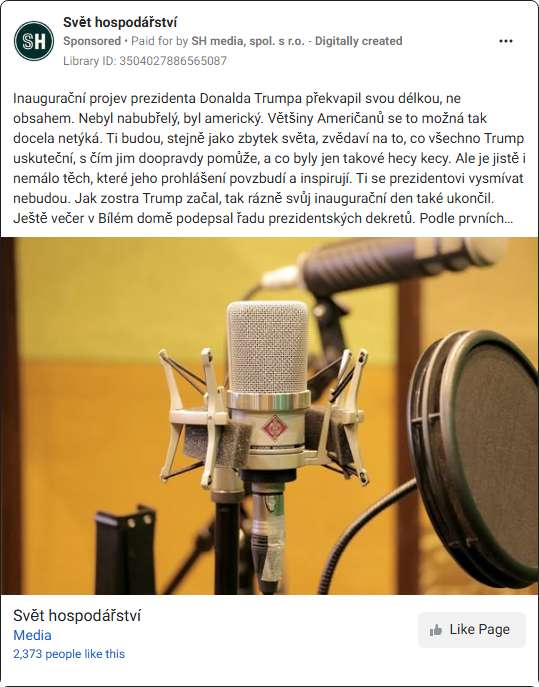 SH
Svět hospodářství
Sponsored • Paid for by SH media, spol. s r.o. - Digitally created
Library ID: 3504027886565087
Inaugurační projev prezidenta Donalda Trumpa překvapil svou délkou, ne
obsahem. Nebyl nabubřelý, byl americký. Většiny Američanů se to možná tak
docela netýká. Ti budou, stejně jako zbytek světa, zvědaví na to, co všechno Trump
uskuteční, s čím jim doopravdy pomůže, a co byly jen takové hecy kecy. Ale je jistě i
nemálo těch, které jeho prohlášení povzbudí a inspirují. Ti se prezidentovi vysmívat
nebudou. Jak zostra Trump začal, tak rázně svůj inaugurační den také ukončil.
Ještě večer v Bílém domě podepsal řadu prezidentských dekretů. Podle prvních...
Svět hospodářství
Media
2,373 people like this
Like Page